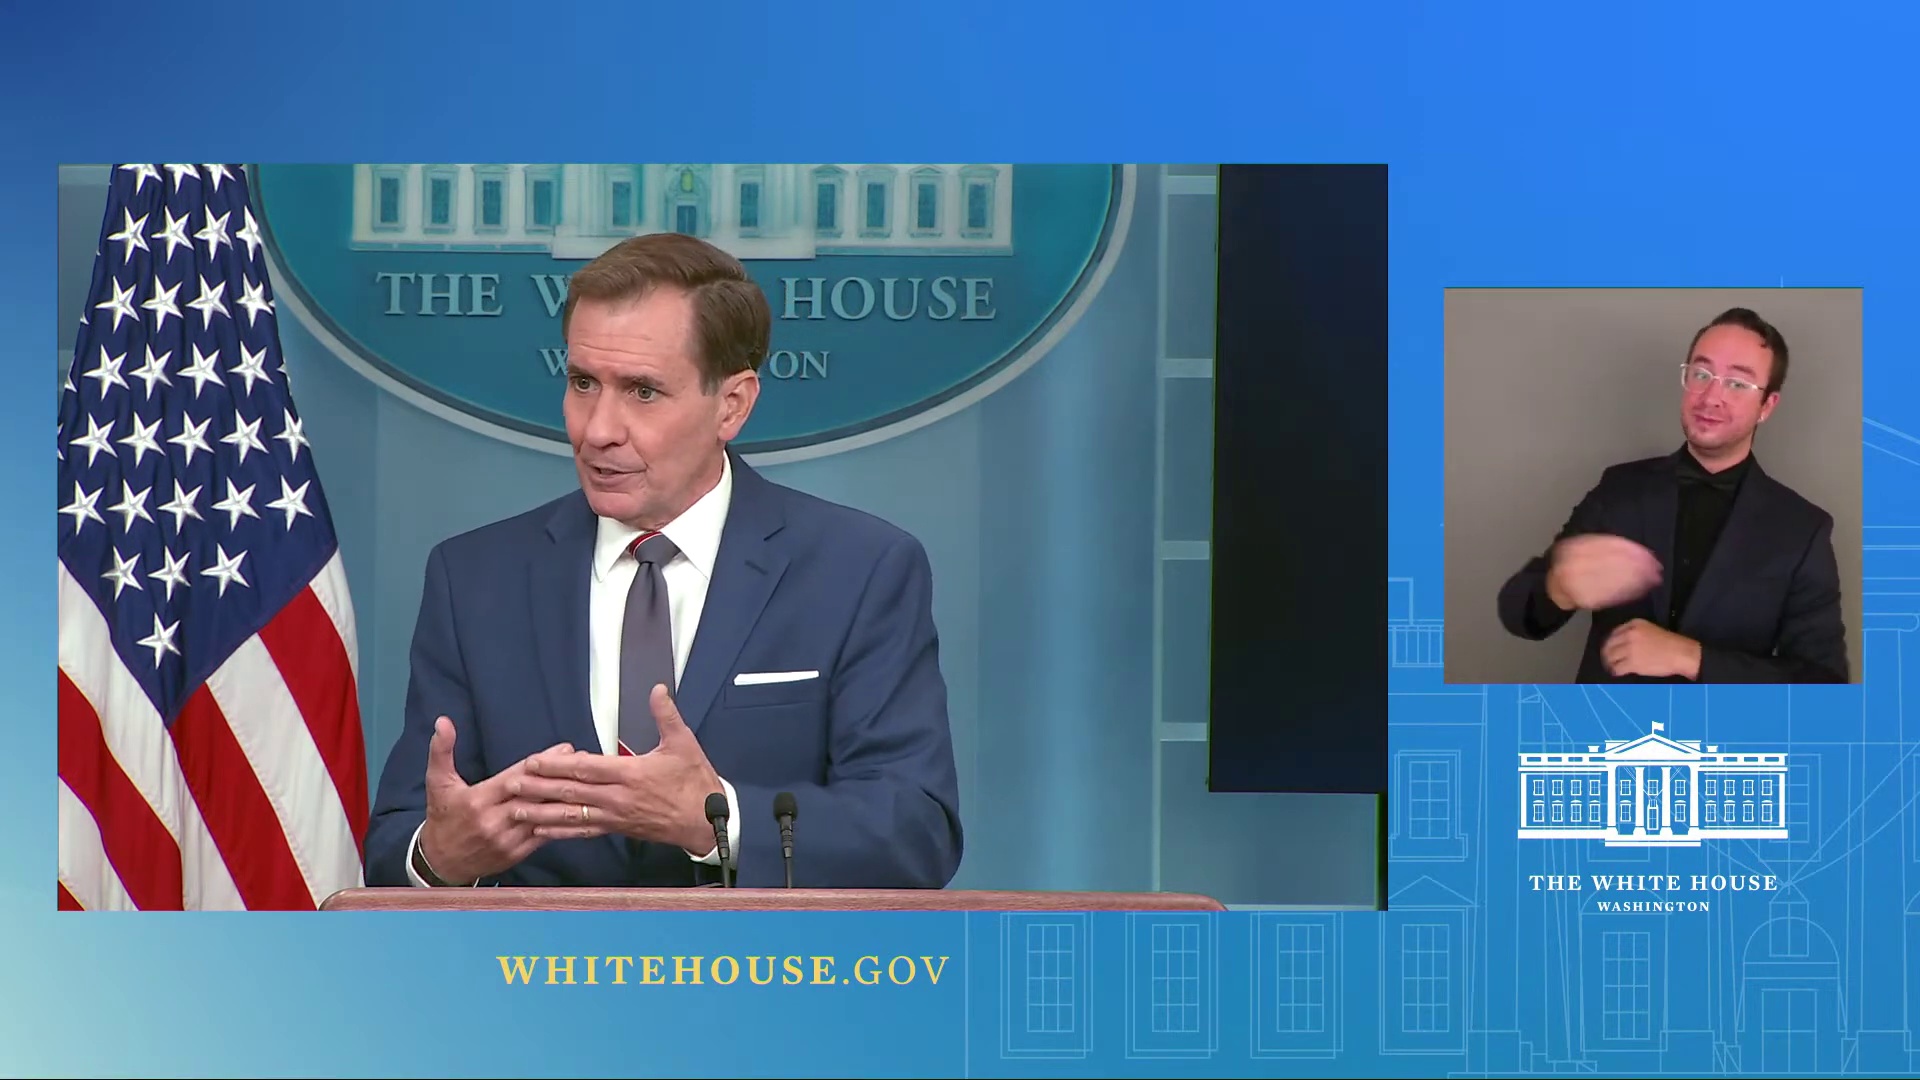 THE W HOUSE
W ON
THE WHITE HOUSE
WASHINGTON
WHITEHOUSE.GOV